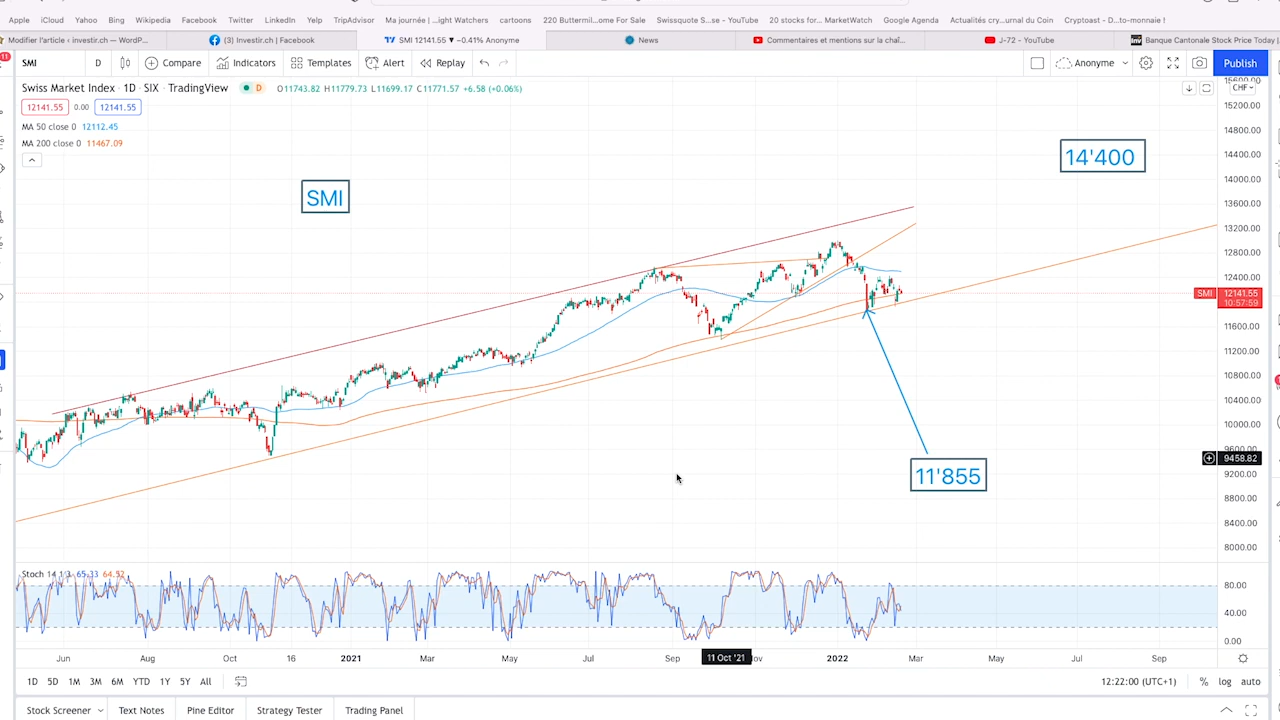 Apple iCloud Yahoo Bing Wikipedia Facebook Twitter LinkedIn Yelp TripAdvisor Ma journée | ...ight Watchers cartoons 220 Buttermil...ome For Sale Swissquote S...se - YouTube 20 stocks for... MarketWatch Google Agenda Actualités cry...urnal du Coin Cryptoast - D...to-monnaie !
Modifier l'article ‹ investir.ch — WordP... (3) Investir.ch | Facebook SMI 12141.55 ▼ −0.41% Anonyme News Commentaires et mentions sur la chaî... J-72 - YouTube Banque Cantonale Stock Price Today |
11 SMI D Compare Indicators Templates Alert Replay Anonyme Publish
Swiss Market Index · 1D · SIX · TradingView D O11743.82 H11779.73 L11699.17 C11771.57 +6.58 (+0.06%) CHF
12141.55 0.00 12141.55
MA 50 close 0 12112.45
MA 200 close 0 11467.09
15600.00
15200.00
14800.00
14400.00
14000.00
13600.00
13200.00
12800.00
12400.00
SMI 12141.55
10:57:59
11600.00
11200.00
10800.00
10400.00
10000.00
9600.00
9458.82
9200.00
8800.00
8400.00
8000.00
14'400
SMI
11'855
Stoch 14 1 3 65.33 64.52
80.00
40.00
0.00
Jun Aug Oct 16 2021 Mar May Jul Sep 11 Oct '21 Nov 2022 Mar May Jul Sep
1D 5D 1M 3M 6M YTD 1Y 5Y All 12:22:00 (UTC+1) % log auto
Stock Screener Text Notes Pine Editor Strategy Tester Trading Panel